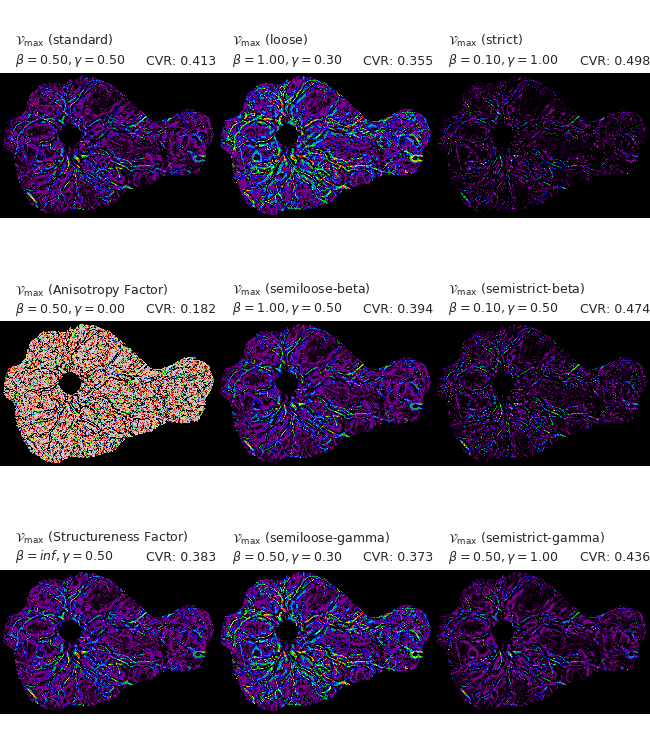 𝒱max (standard)
β = 0.50, γ = 0.50 CVR: 0.413
𝒱max (loose)
β = 1.00, γ = 0.30 CVR: 0.355
𝒱max (strict)
β = 0.10, γ = 1.00 CVR: 0.498
𝒱max (Anisotropy Factor)
β = 0.50, γ = 0.00 CVR: 0.182
𝒱max (semiloose-beta)
β = 1.00, γ = 0.50 CVR: 0.394
𝒱max (semistrict-beta)
β = 0.10, γ = 0.50 CVR: 0.474
𝒱max (Structureness Factor)
β = inf, γ = 0.50 CVR: 0.383
𝒱max (semiloose-gamma)
β = 0.50, γ = 0.30 CVR: 0.373
𝒱max (semistrict-gamma)
β = 0.50, γ = 1.00 CVR: 0.436